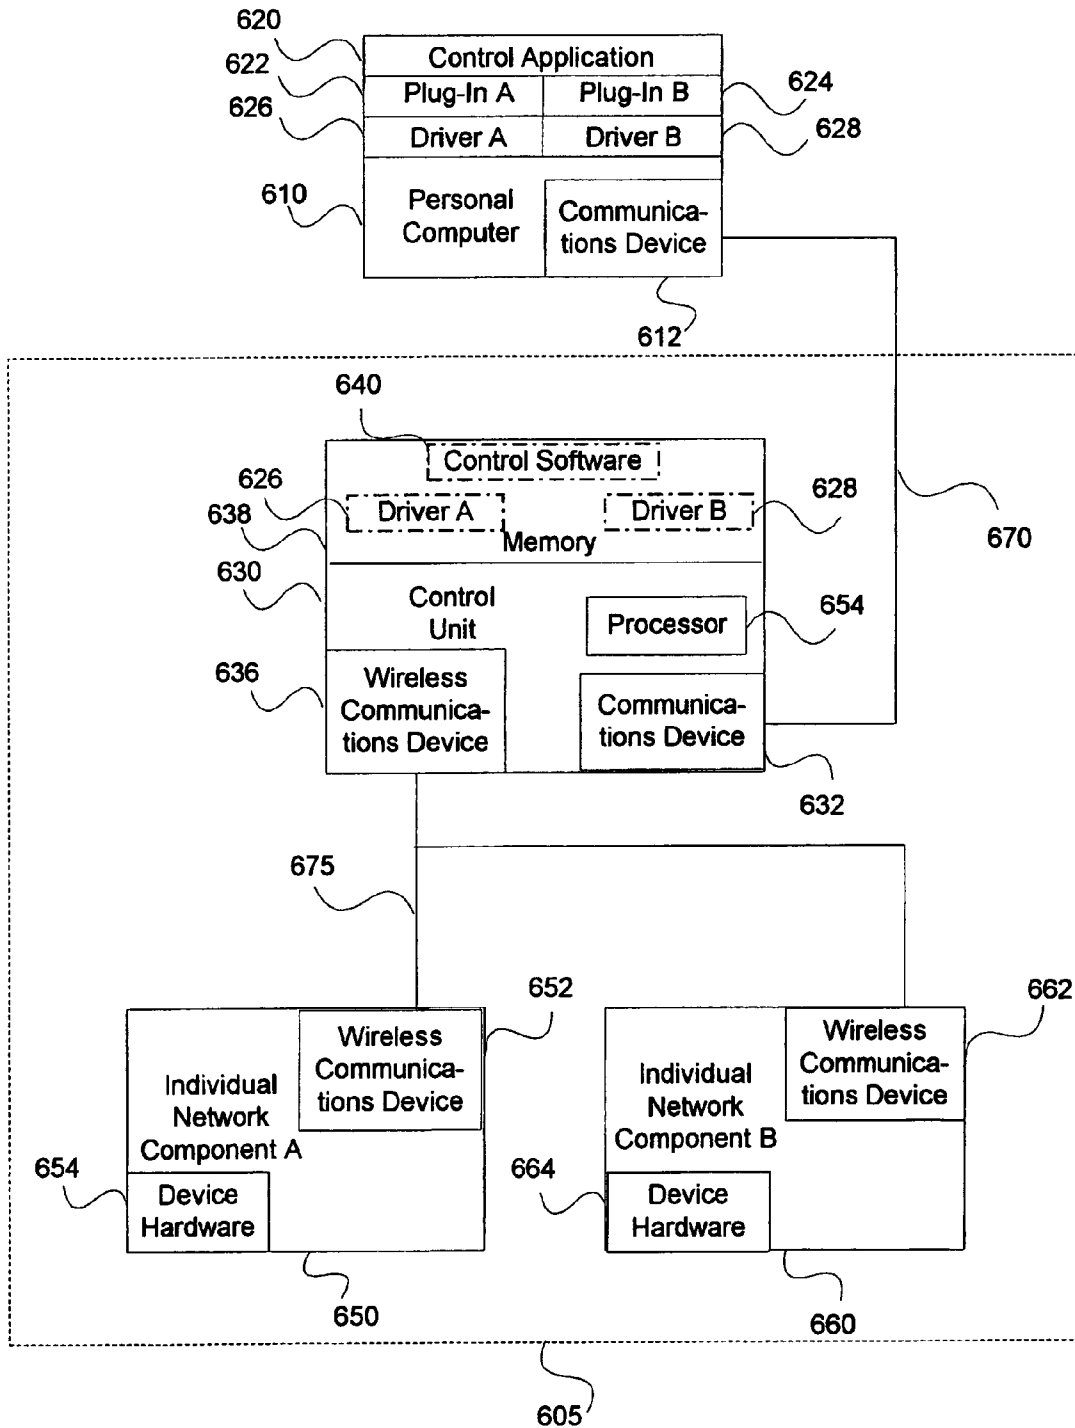 620
Control Application
622
Plug-In A
Plug-In B
624
626
Driver A
Driver B
628
610
Personal
Computer
Communica-
tions Device
612
640
Control Software
626
Driver A
Driver B
628
638
Memory
670
630
Control
Unit
Processor
654
636
Wireless
Communica-
tions Device
Communica-
tions Device
632
675
652
662
Wireless
Communica-
tions Device
Individual
Network
Component A
Wireless
Communica-
tions Device
Individual
Network
Component B
654
Device
Hardware
664
Device
Hardware
650
660
605